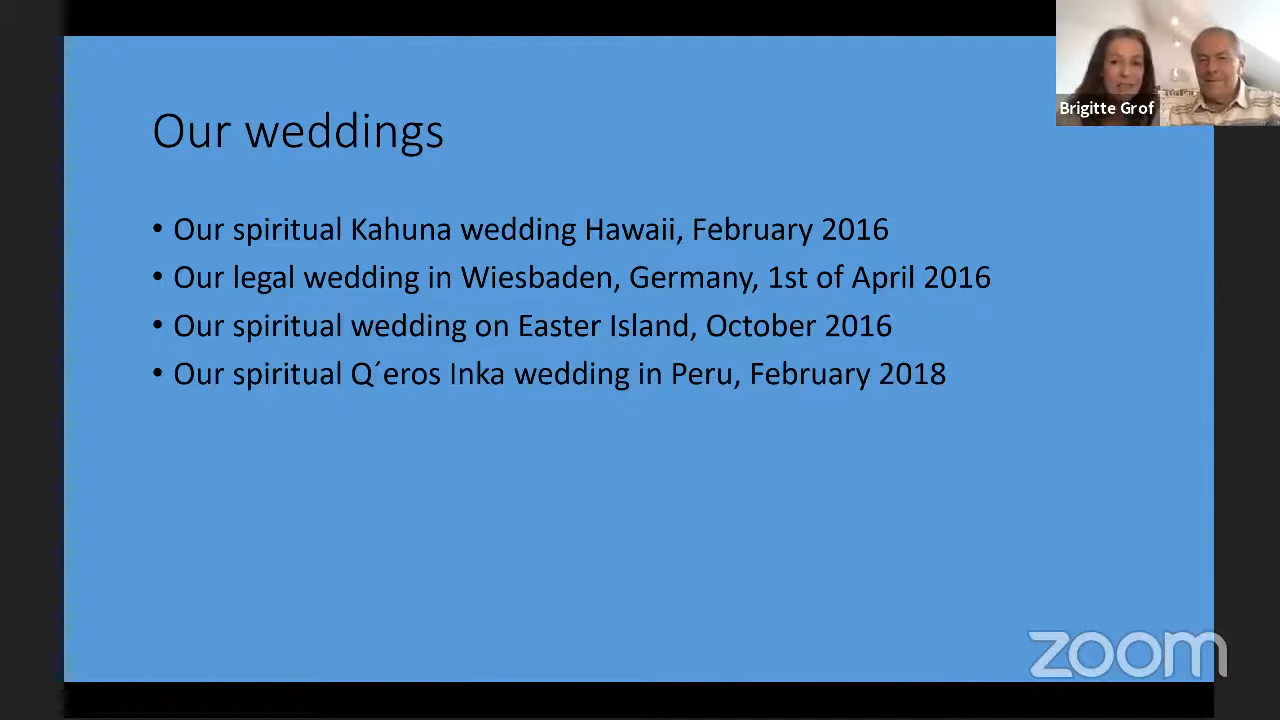 Brigitte Grof
Our weddings
• Our spiritual Kahuna wedding Hawaii, February 2016
• Our legal wedding in Wiesbaden, Germany, 1st of April 2016
• Our spiritual wedding on Easter Island, October 2016
• Our spiritual Q´eros Inka wedding in Peru, February 2018
zoom